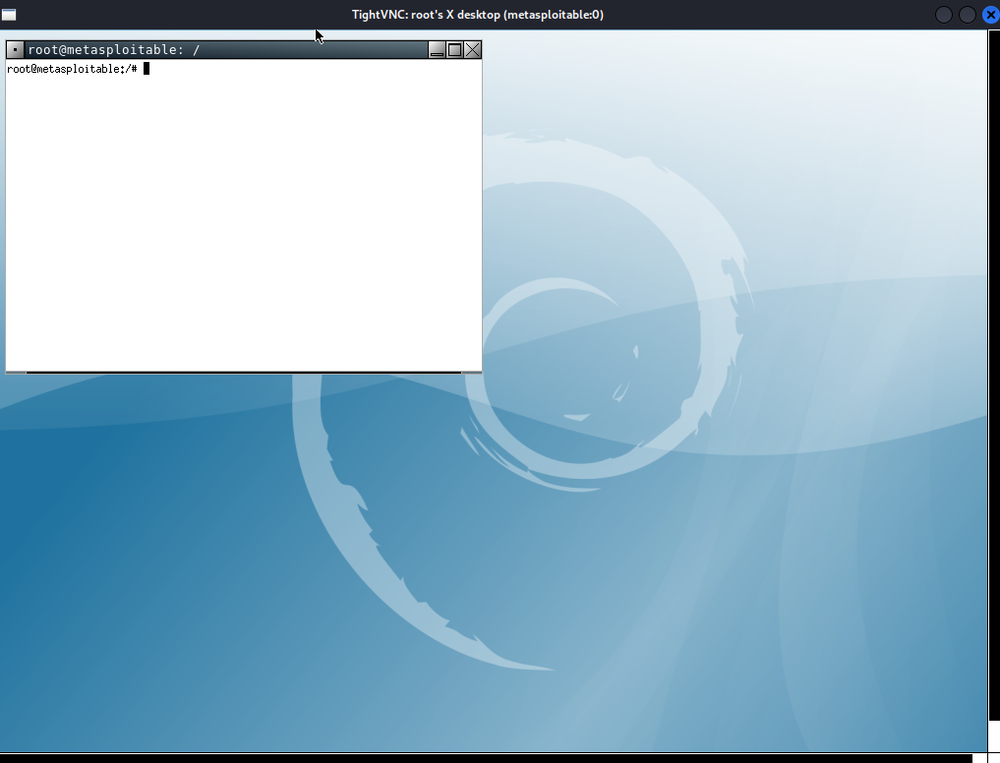 TightVNC: root's X desktop (metasploitable:0)
root@metasploitable: /
root@metasploitable:/#